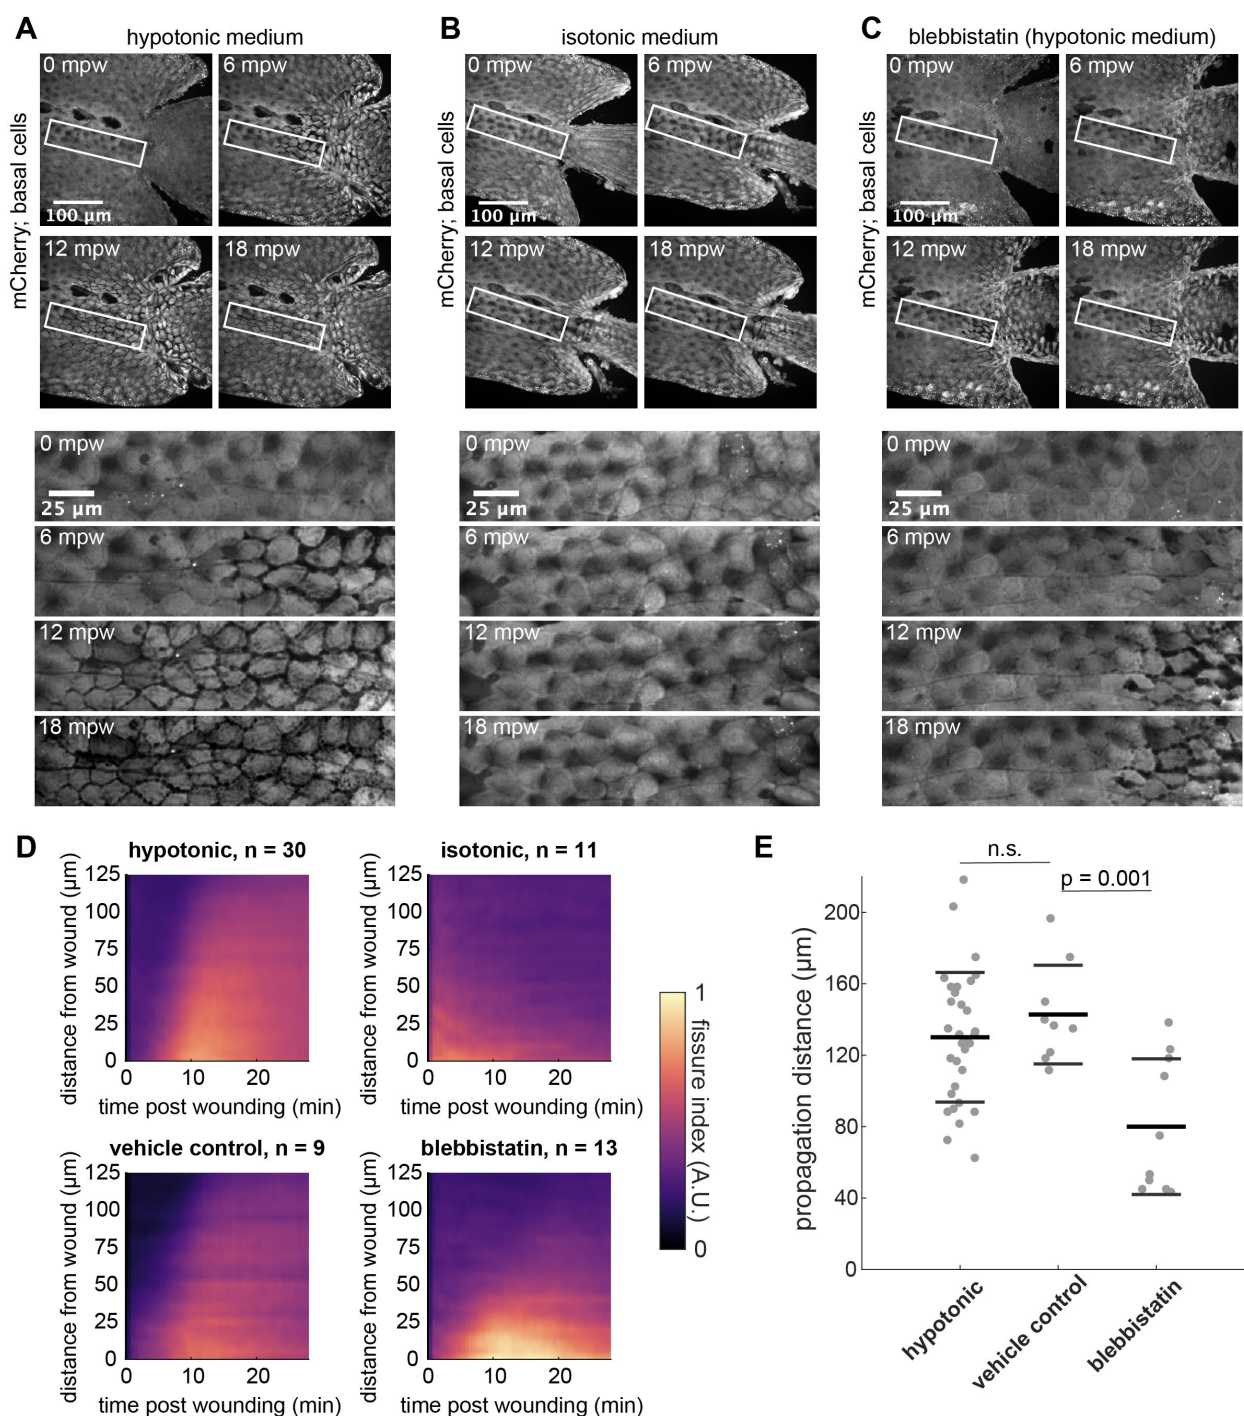 A
hypotonic medium
mCherry; basal cells
0 mpw
6 mpw
100 µm
12 mpw
18 mpw
0 mpw
25 µm
6 mpw
12 mpw
18 mpw
B
isotonic medium
mCherry; basal cells
0 mpw
6 mpw
100 µm
12 mpw
18 mpw
0 mpw
25 µm
6 mpw
12 mpw
18 mpw
C
blebbistatin (hypotonic medium)
mCherry; basal cells
0 mpw
6 mpw
100 µm
12 mpw
18 mpw
0 mpw
25 µm
6 mpw
12 mpw
18 mpw
D
hypotonic, n = 30
distance from wound (µm)
125
100
75
50
25
0
0
10
20
time post wounding (min)
isotonic, n = 11
distance from wound (µm)
125
100
75
50
25
0
0
10
20
time post wounding (min)
vehicle control, n = 9
distance from wound (µm)
125
100
75
50
25
0
0
10
20
time post wounding (min)
blebbistatin, n = 13
distance from wound (µm)
125
100
75
50
25
0
0
10
20
time post wounding (min)
1
fissure index (A.U.)
0
E
n.s.
p = 0.001
propagation distance (µm)
200
160
120
80
40
0
hypotonic
vehicle control
blebbistatin